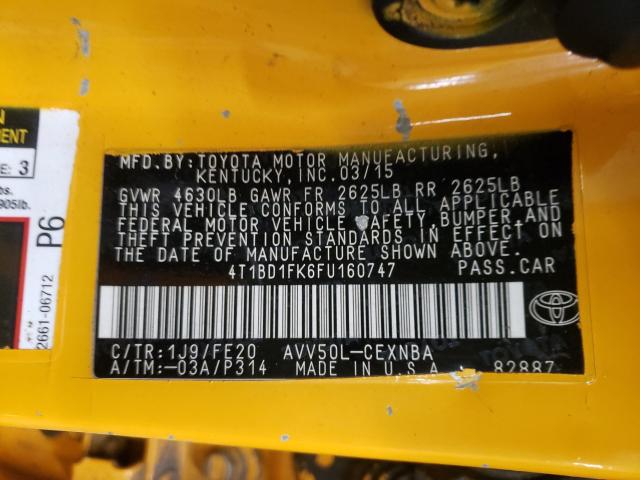 MFD.BY:TOYOTA MOTOR MANUFACTURING,
KENTUCKY, INC.03/15
GVWR 4630LB GAWR FR 2625LB RR 2625LB
THIS VEHICLE CONFORMS TO ALL APPLICABLE
FEDERAL MOTOR VEHICLE SAFETY, BUMPER, AND
THEFT PREVENTION STANDARDS IN EFFECT ON
THE DATE OF MANUFACTURE SHOWN ABOVE.
4T1BD1FK6FU160747 PASS.CAR
TOYOTA
C/TR:1J9/FE20 AVV50L-CEXNBA
A/TM:-03A/P314 MADE IN U.S.A. 82887
3
905lb.
P6
2661-06712